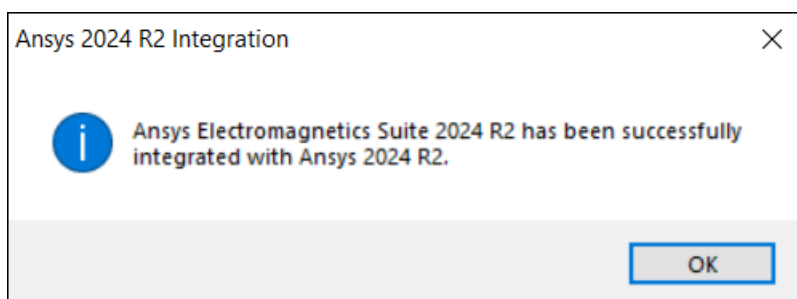 Ansys 2024 R2 Integration
Ansys Electromagnetics Suite 2024 R2 has been successfully
integrated with Ansys 2024 R2.
OK